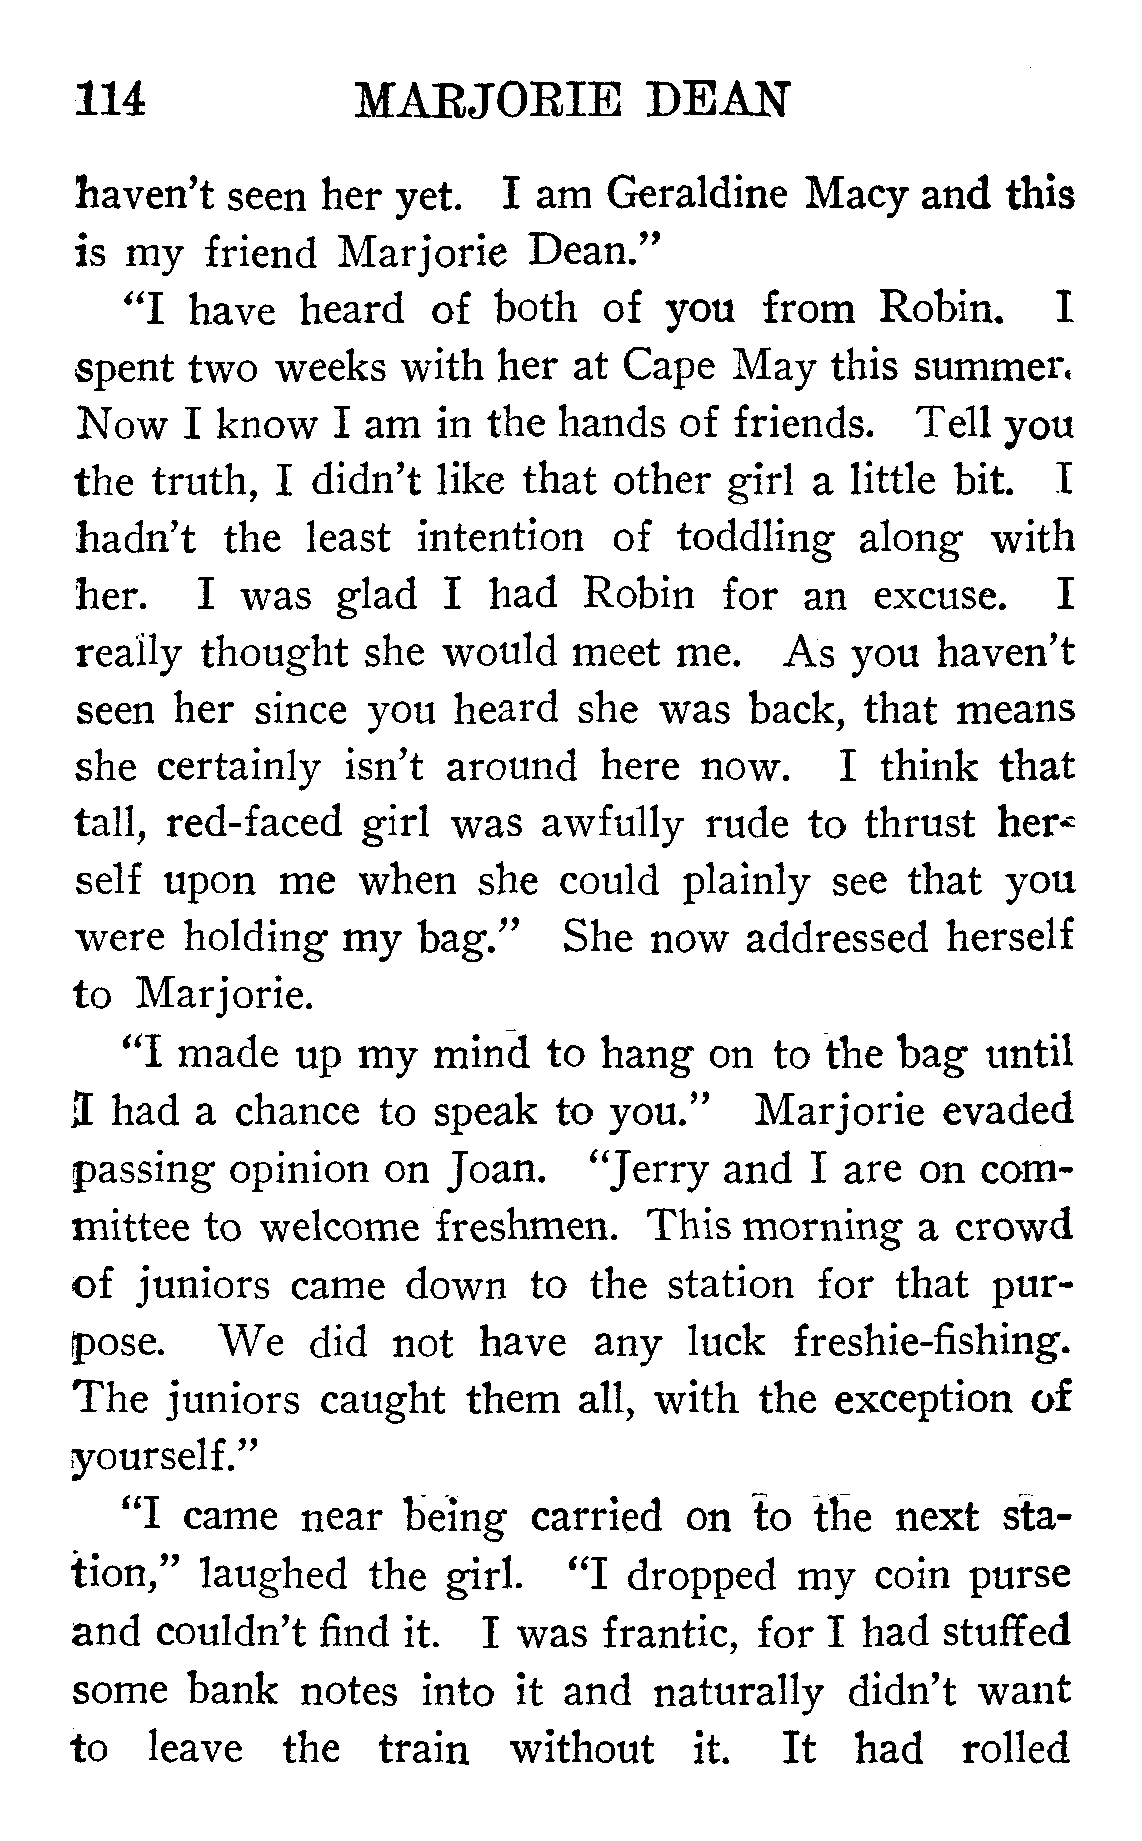 114 MARJORIE DEAN
haven't seen her yet. I am Geraldine Macy and this
is my friend Marjorie Dean."
"I have heard of both of you from Robin. I
spent two weeks with her at Cape May this summer.
Now I know I am in the hands of friends. Tell you
the truth, I didn't like that other girl a little bit. I
hadn't the least intention of toddling along with
her. I was glad I had Robin for an excuse. I
really thought she would meet me. As you haven't
seen her since you heard she was back, that means
she certainly isn't around here now. I think that
tall, red-faced girl was awfully rude to thrust her-
self upon me when she could plainly see that you
were holding my bag." She now addressed herself
to Marjorie.
"I made up my mind to hang on to the bag until
I had a chance to speak to you." Marjorie evaded
passing opinion on Joan. "Jerry and I are on com-
mittee to welcome freshmen. This morning a crowd
of juniors came down to the station for that pur-
pose. We did not have any luck freshie-fishing.
The juniors caught them all, with the exception of
yourself."
"I came near being carried on to the next sta-
tion," laughed the girl. "I dropped my coin purse
and couldn't find it. I was frantic, for I had stuffed
some bank notes into it and naturally didn't want
to leave the train without it. It had rolled